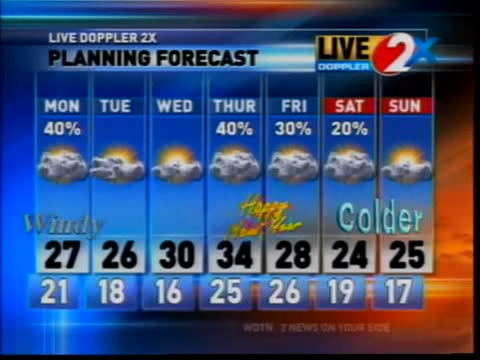 LIVE DOPPLER 2X
PLANNING FORECAST
LIVE 2X
DOPPLER
MON TUE WED THUR FRI SAT SUN
40% 40% 30% 20%
Windy Happy New Year Colder
27 26 30 34 28 24 25
21 18 16 25 26 19 17
WDTN 2 NEWS ON YOUR SIDE